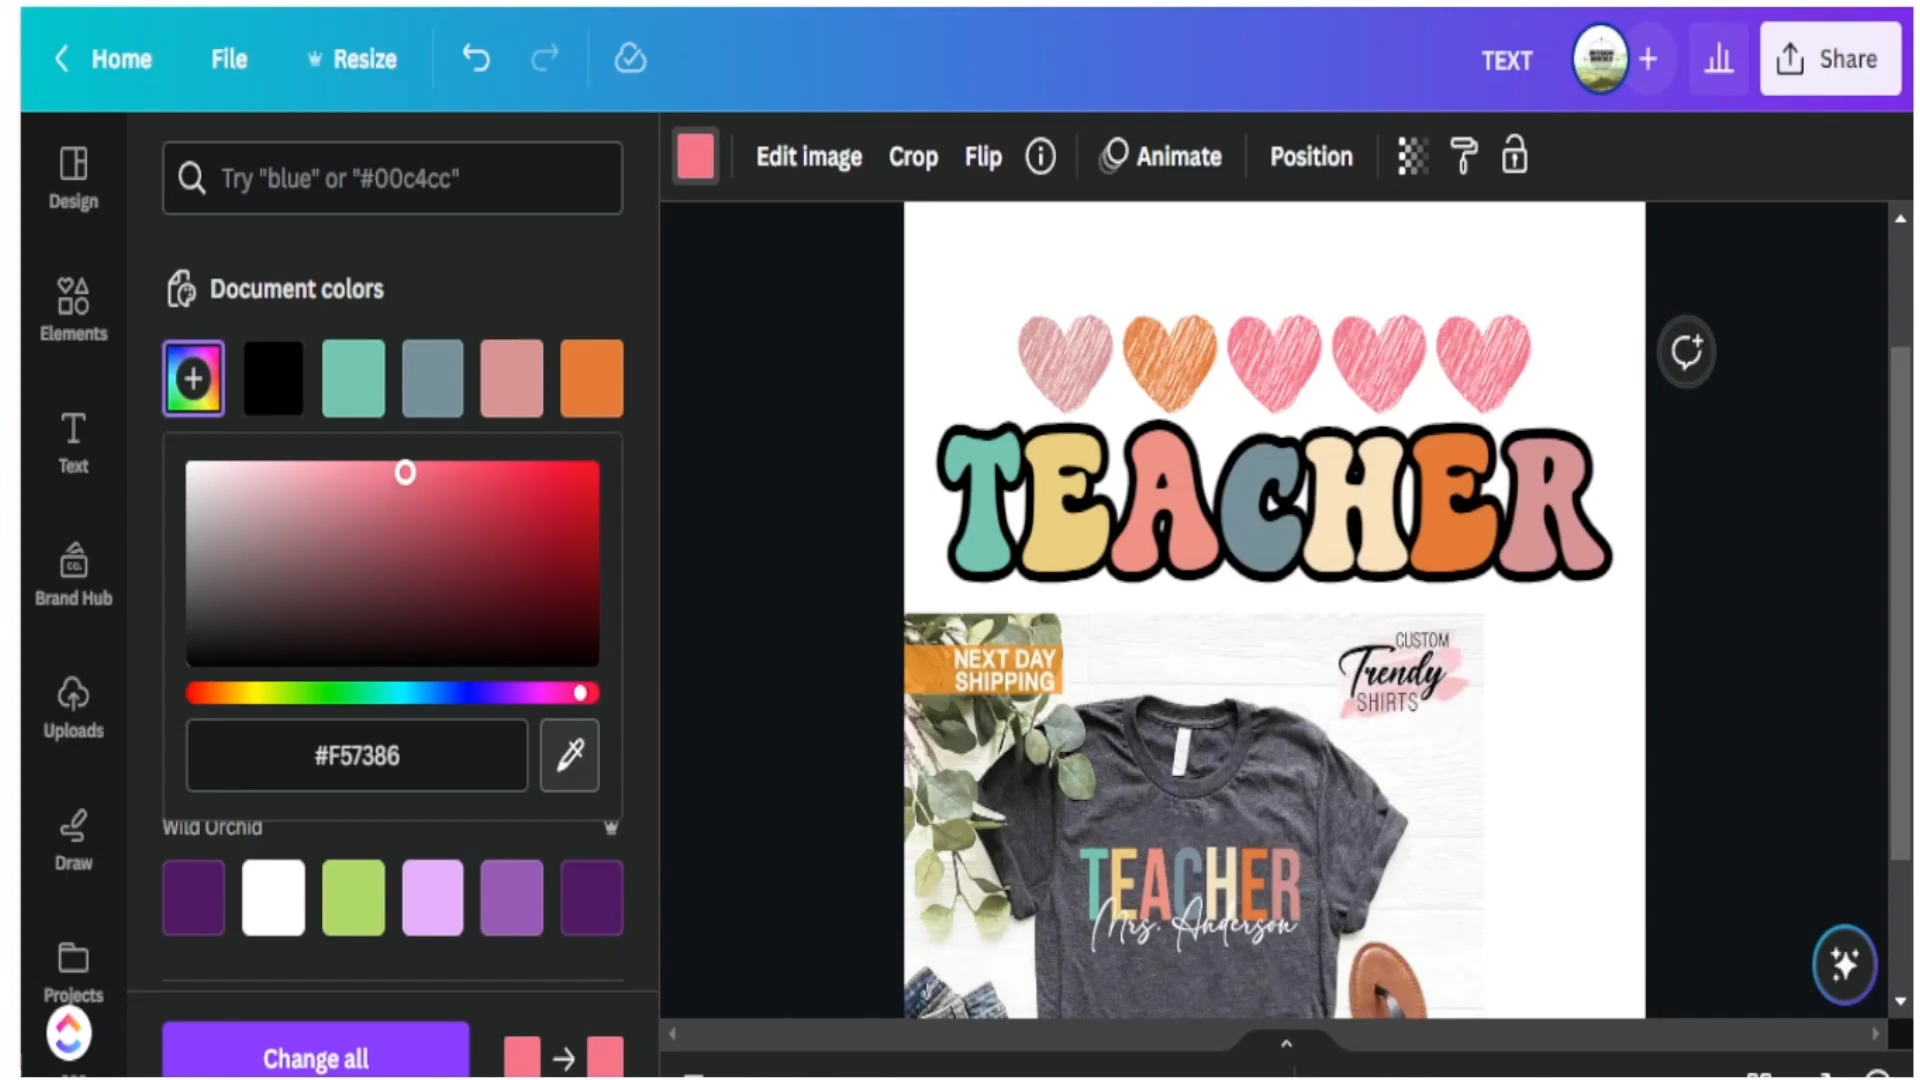 Home File Resize TEXT Share
Try "blue" or "#00c4cc"
Edit image Crop Flip Animate Position
Design
Document colors
Elements
Text
Brand Hub
CO.
Uploads
#F57386
Draw
Wild Orchid
Projects
Change all
TEACHER
NEXT DAY
SHIPPING
CUSTOM
Trendy
SHIRTS
TEACHER
Mrs. Anderson